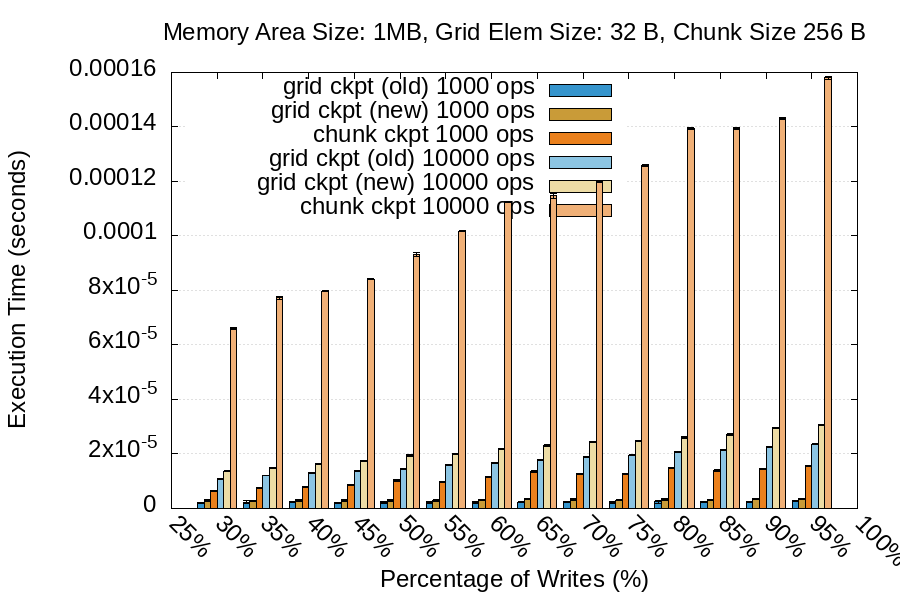 Memory Area Size: 1MB, Grid Elem Size: 32 B, Chunk Size 256 B
Execution Time (seconds)
0.00016
0.00014
0.00012
0.0001
8x10-5
6x10-5
4x10-5
2x10-5
0
grid ckpt (old) 1000 ops
grid ckpt (new) 1000 ops
chunk ckpt 1000 ops
grid ckpt (old) 10000 ops
grid ckpt (new) 10000 ops
chunk ckpt 10000 ops
25%
30%
35%
40%
45%
50%
55%
60%
65%
70%
75%
80%
85%
90%
95%
100%
Percentage of Writes (%)